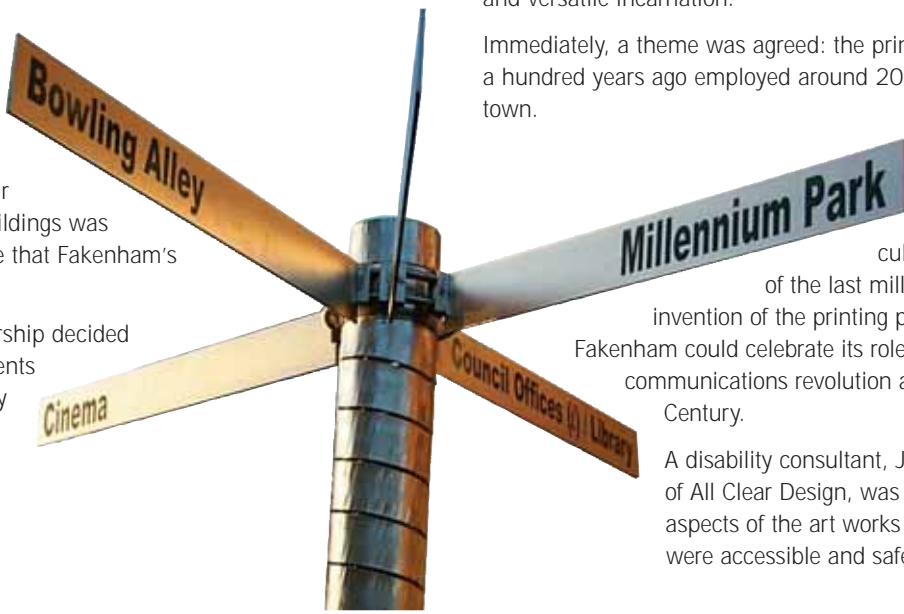 and versatile incarnation.
Immediately, a theme was agreed: the prin
a hundred years ago employed around 20
town.
r
ildings was
e that Fakenham's
rship decided
ents
y
Bowling Alley
Millennium Park
Cinema
Council Offices (i) / Library
cul
of the last mill
invention of the printing p
Fakenham could celebrate its role
communications revolution a
Century.
A disability consultant, J
of All Clear Design, was
aspects of the art works
were accessible and safe